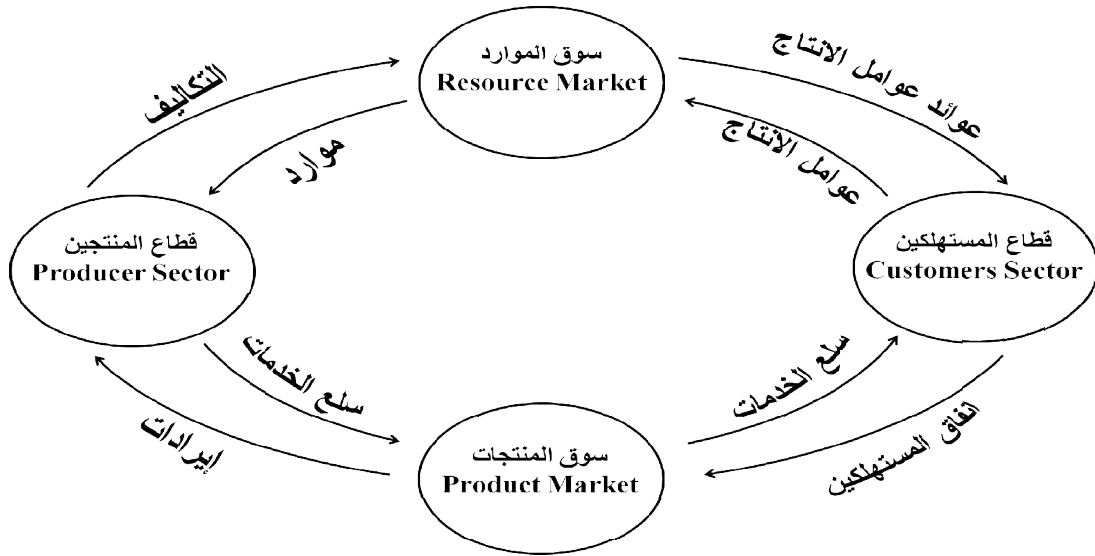 سوق الموارد
Resource Market
التكاليف
موارد
عوائد عوامل الانتاج
عوامل الانتاج
قطاع المنتجين
Producer Sector
قطاع المستهلكين
Customers Sector
سلع الخدمات
إيرادات
سلع الخدمات
انفاق المستهلكين
سوق المنتجات
Product Market